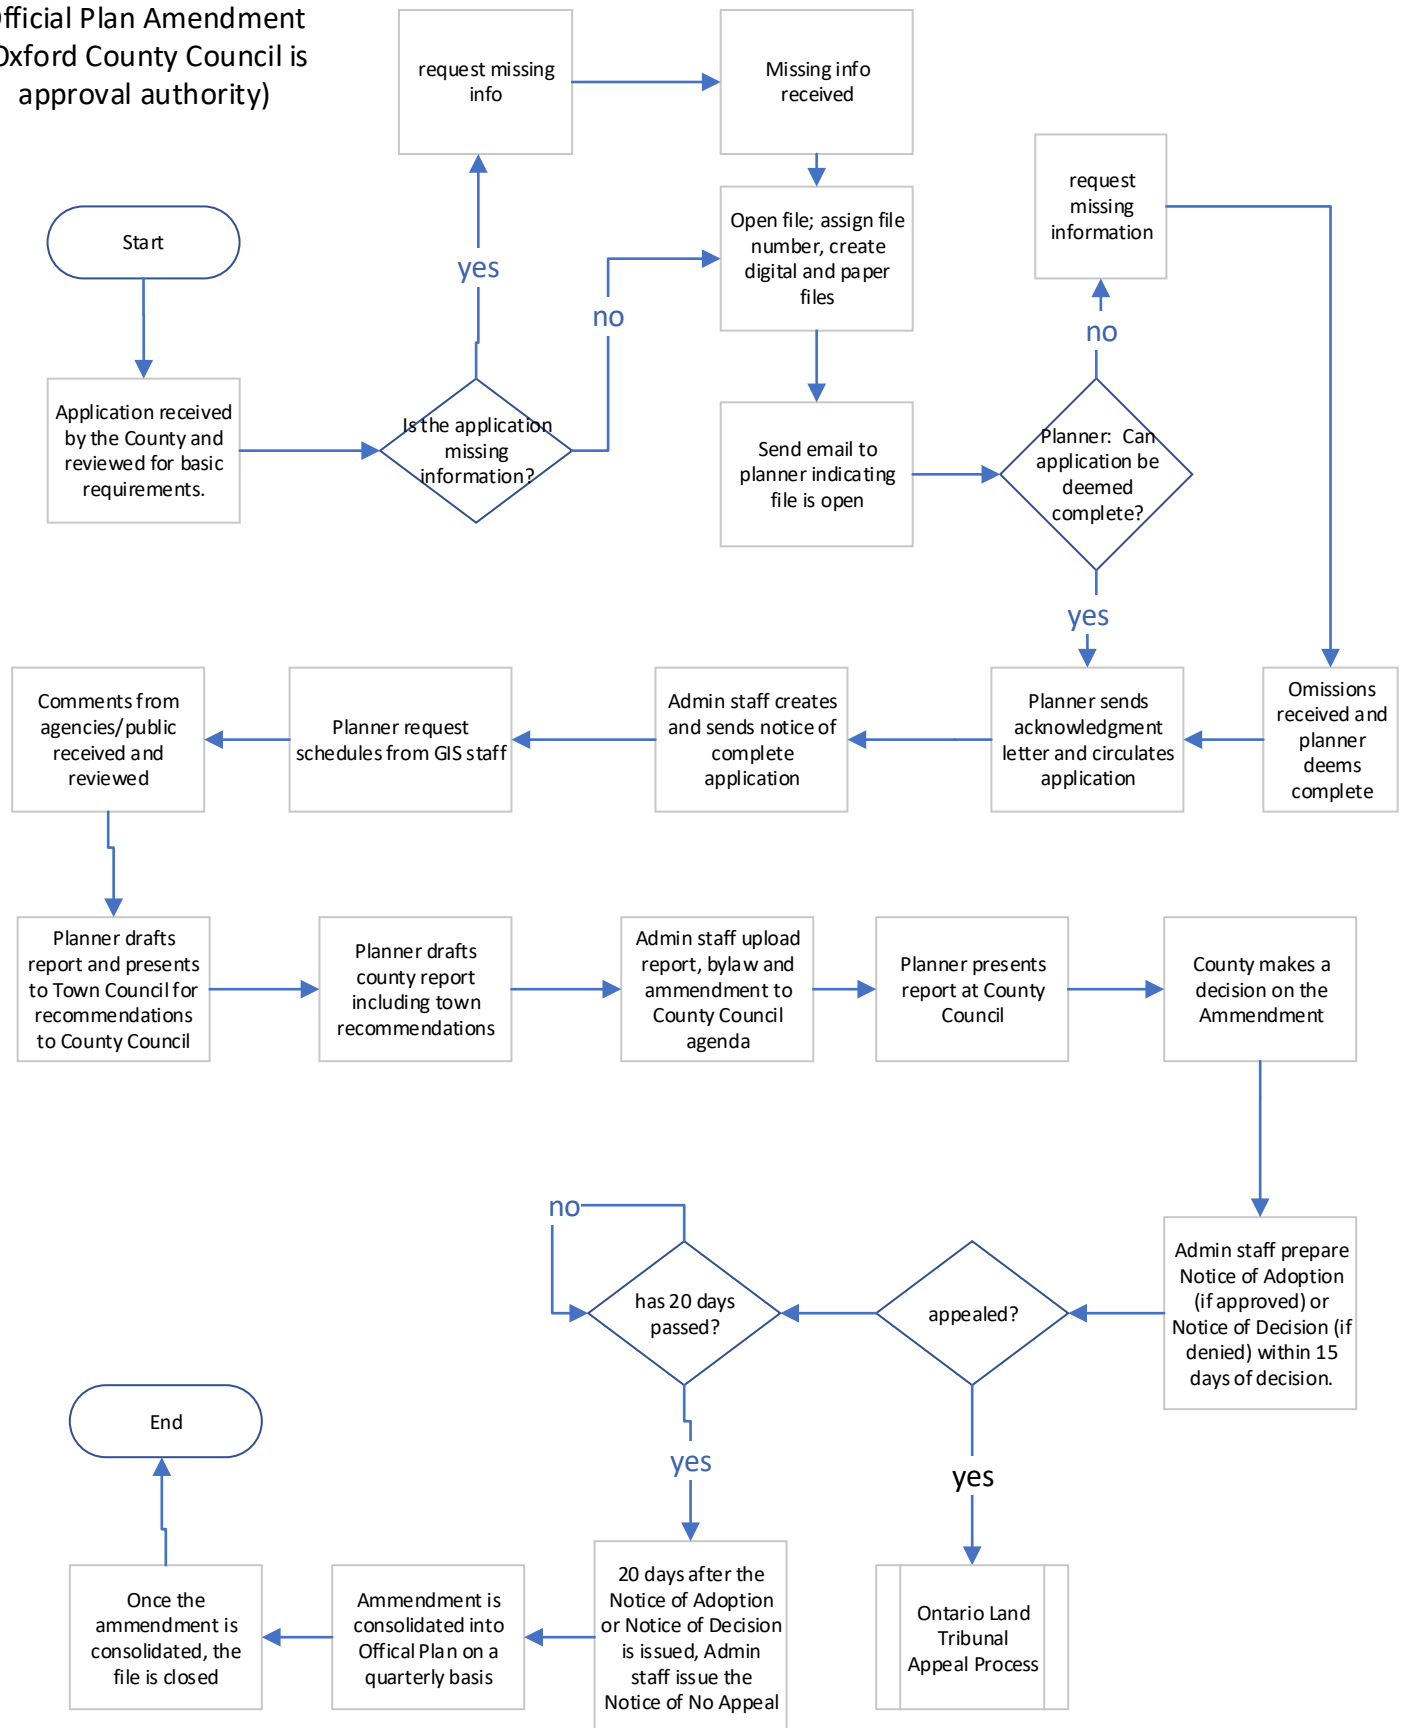 Official Plan Amendment
Oxford County Council is
approval authority)
request missing
info
Missing info
received
request
missing
information
Start
Open file; assign file
number, create
digital and paper
files
yes
no
no
Application received
by the County and
reviewed for basic
requirements.
Is the application
missing
information?
Send email to
planner indicating
file is open
Planner: Can
application be
deemed
complete?
yes
Comments from
agencies/public
received and
reviewed
Planner request
schedules from GIS staff
Admin staff creates
and sends notice of
complete
application
Planner sends
acknowledgment
letter and circulates
application
Omissions
received and
planner
deems
complete
Planner drafts
report and presents
to Town Council for
recommendations
to County Council
Planner drafts
county report
including town
recommendations
Admin staff upload
report, bylaw and
ammendment to
County Council
agenda
Planner presents
report at County
Council
County makes a
decision on the
Ammendment
no
has 20 days
passed?
appealed?
Admin staff prepare
Notice of Adoption
(if approved) or
Notice of Decision (if
denied) within 15
days of decision.
End
yes
yes
Once the
ammendment is
consolidated, the
file is closed
Ammendment is
consolidated into
Offical Plan on a
quarterly basis
20 days after the
Notice of Adoption
or Notice of Decision
is issued, Admin
staff issue the
Notice of No Appeal
Ontario Land
Tribunal
Appeal Process